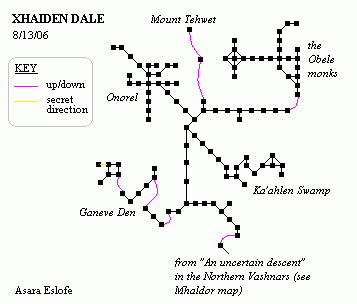 XHAIDEN DALE
8/13/06
Mount Tehwet
the
Obele
monks
KEY
up/down
secret
direction
Onorel
Ka'ahlen Swamp
Ganeve Den
from "An uncertain descent"
in the Northern Vashnars (see
Mhaldor map)
Asara Eslofe